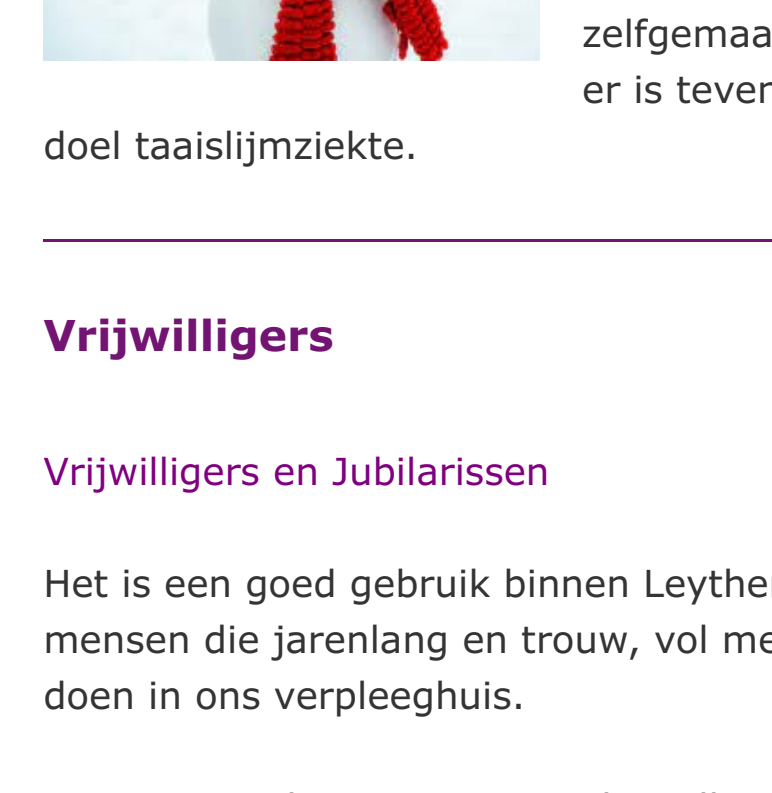 zelfgemaa
er is tever
doel taaislijmziekte.
Vrijwilligers
Vrijwilligers en Jubilarissen
Het is een goed gebruik binnen Leythe
mensen die jarenlang en trouw, vol me
doen in ons verpleeghuis.